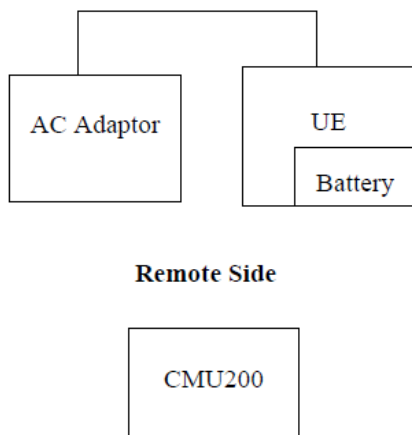 AC Adaptor
UE
Battery
Remote Side
CMU200